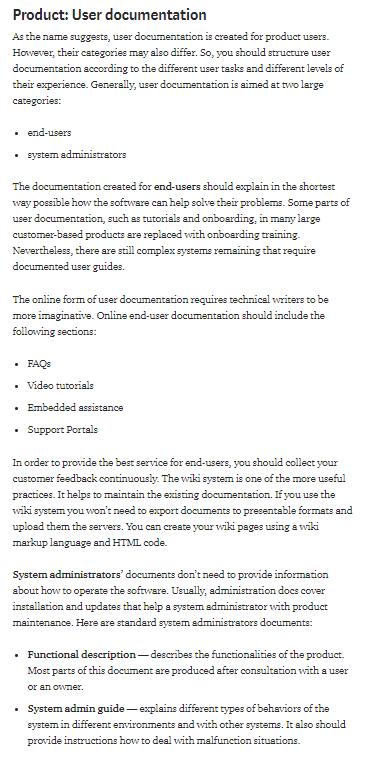 Product: User documentation
As the name suggests, user documentation is created for product users.
However, their categories may also differ. So, you should structure user
documentation according to the different user tasks and different levels of
their experience. Generally, user documentation is aimed at two large
categories:
• end-users
• system administrators
The documentation created for end-users should explain in the shortest
way possible how the software can help solve their problems. Some parts of
user documentation, such as tutorials and onboarding, in many large
customer-based products are replaced with onboarding training.
Nevertheless, there are still complex systems remaining that require
documented user guides.
The online form of user documentation requires technical writers to be
more imaginative. Online end-user documentation should include the
following sections:
• FAQs
• Video tutorials
• Embedded assistance
• Support Portals
In order to provide the best service for end-users, you should collect your
customer feedback continuously. The wiki system is one of the more useful
practices. It helps to maintain the existing documentation. If you use the
wiki system you won't need to export documents to presentable formats and
upload them the servers. You can create your wiki pages using a wiki
markup language and HTML code.
System administrators' documents don't need to provide information
about how to operate the software. Usually, administration docs cover
installation and updates that help a system administrator with product
maintenance. Here are standard system administrators documents:
• Functional description — describes the functionalities of the product.
Most parts of this document are produced after consultation with a user
or an owner.
• System admin guide — explains different types of behaviors of the
system in different environments and with other systems. It also should
provide instructions how to deal with malfunction situations.